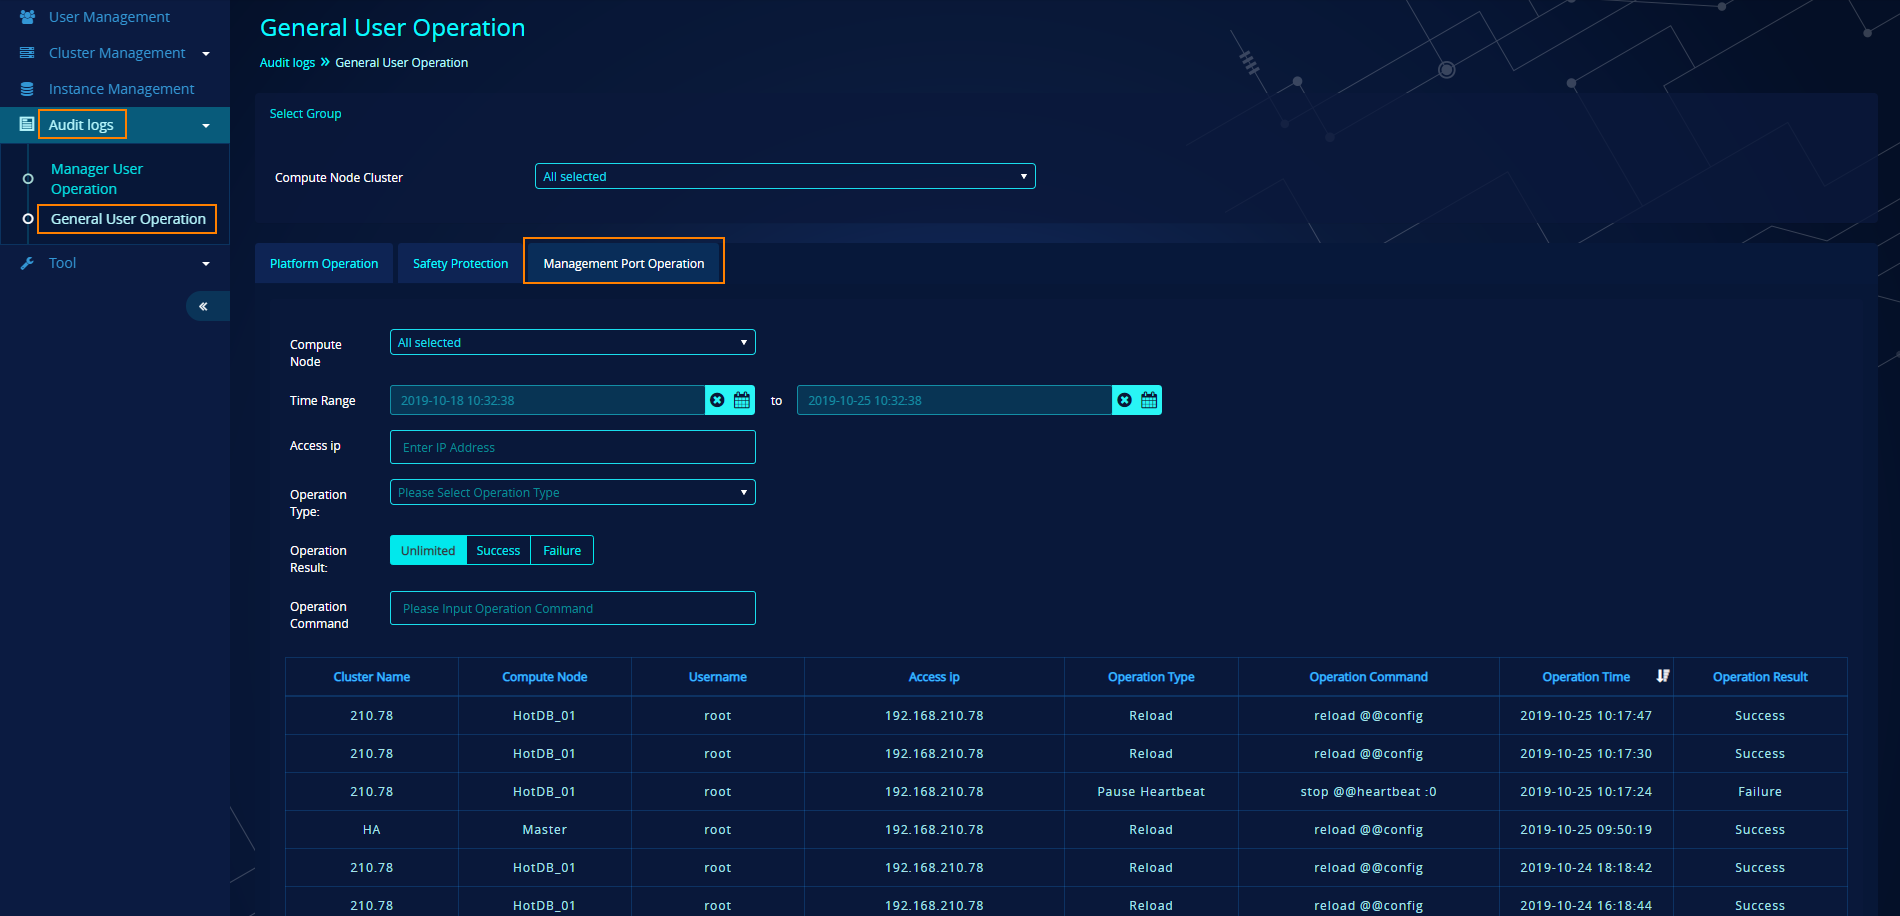 User Management
Cluster Management
Instance Management
Audit logs
Manager User
Operation
General User Operation
Tool
General User Operation
Audit logs » General User Operation
Select Group
Compute Node Cluster All selected
Platform Operation Safety Protection Management Port Operation
Compute
Node
All selected
Time Range 2019-10-18 10:32:38 to 2019-10-25 10:32:38
Access ip Enter IP Address
Operation
Type:
Please Select Operation Type
Operation
Result:
Unlimited Success Failure
Operation
Command
Please Input Operation Command
Cluster Name Compute Node Username Access ip Operation Type Operation Command Operation Time Operation Result
210.78 HotDB_01 root 192.168.210.78 Reload reload @@config 2019-10-25 10:17:47 Success
210.78 HotDB_01 root 192.168.210.78 Reload reload @@config 2019-10-25 10:17:30 Success
210.78 HotDB_01 root 192.168.210.78 Pause Heartbeat stop @@heartbeat :0 2019-10-25 10:17:24 Failure
HA Master root 192.168.210.78 Reload reload @@config 2019-10-25 09:50:19 Success
210.78 HotDB_01 root 192.168.210.78 Reload reload @@config 2019-10-24 18:18:42 Success
210.78 HotDB_01 root 192.168.210.78 Reload reload @@config 2019-10-24 16:18:44 Success